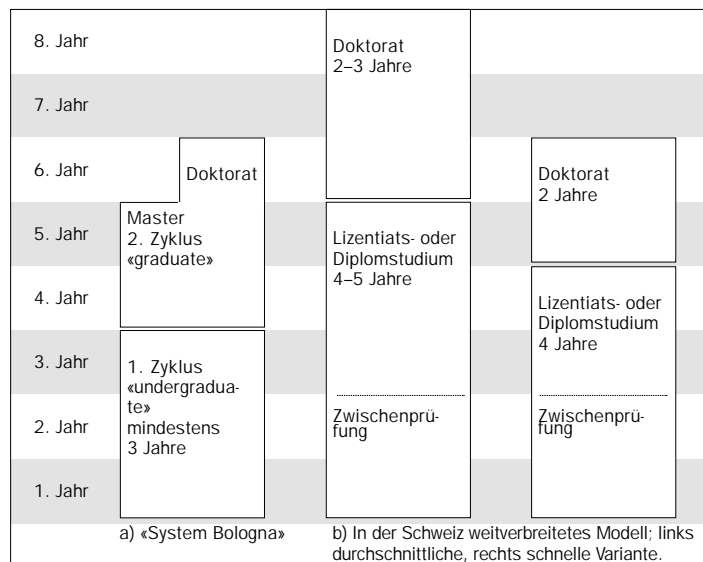 8. Jahr
7. Jahr
6. Jahr
5. Jahr
4. Jahr
3. Jahr
2. Jahr
1. Jahr
Doktorat
Master
2. Zyklus
«graduate»
1. Zyklus
«undergradua-
te»
mindestens
3 Jahre
a) «System Bologna»
Doktorat
2–3 Jahre
Lizentiats- oder
Diplomstudium
4–5 Jahre
Zwischenprü-
fung
Doktorat
2 Jahre
Lizentiats- oder
Diplomstudium
4 Jahre
Zwischenprü-
fung
b) In der Schweiz weitverbreitetes Modell; links
durchschnittliche, rechts schnelle Variante.